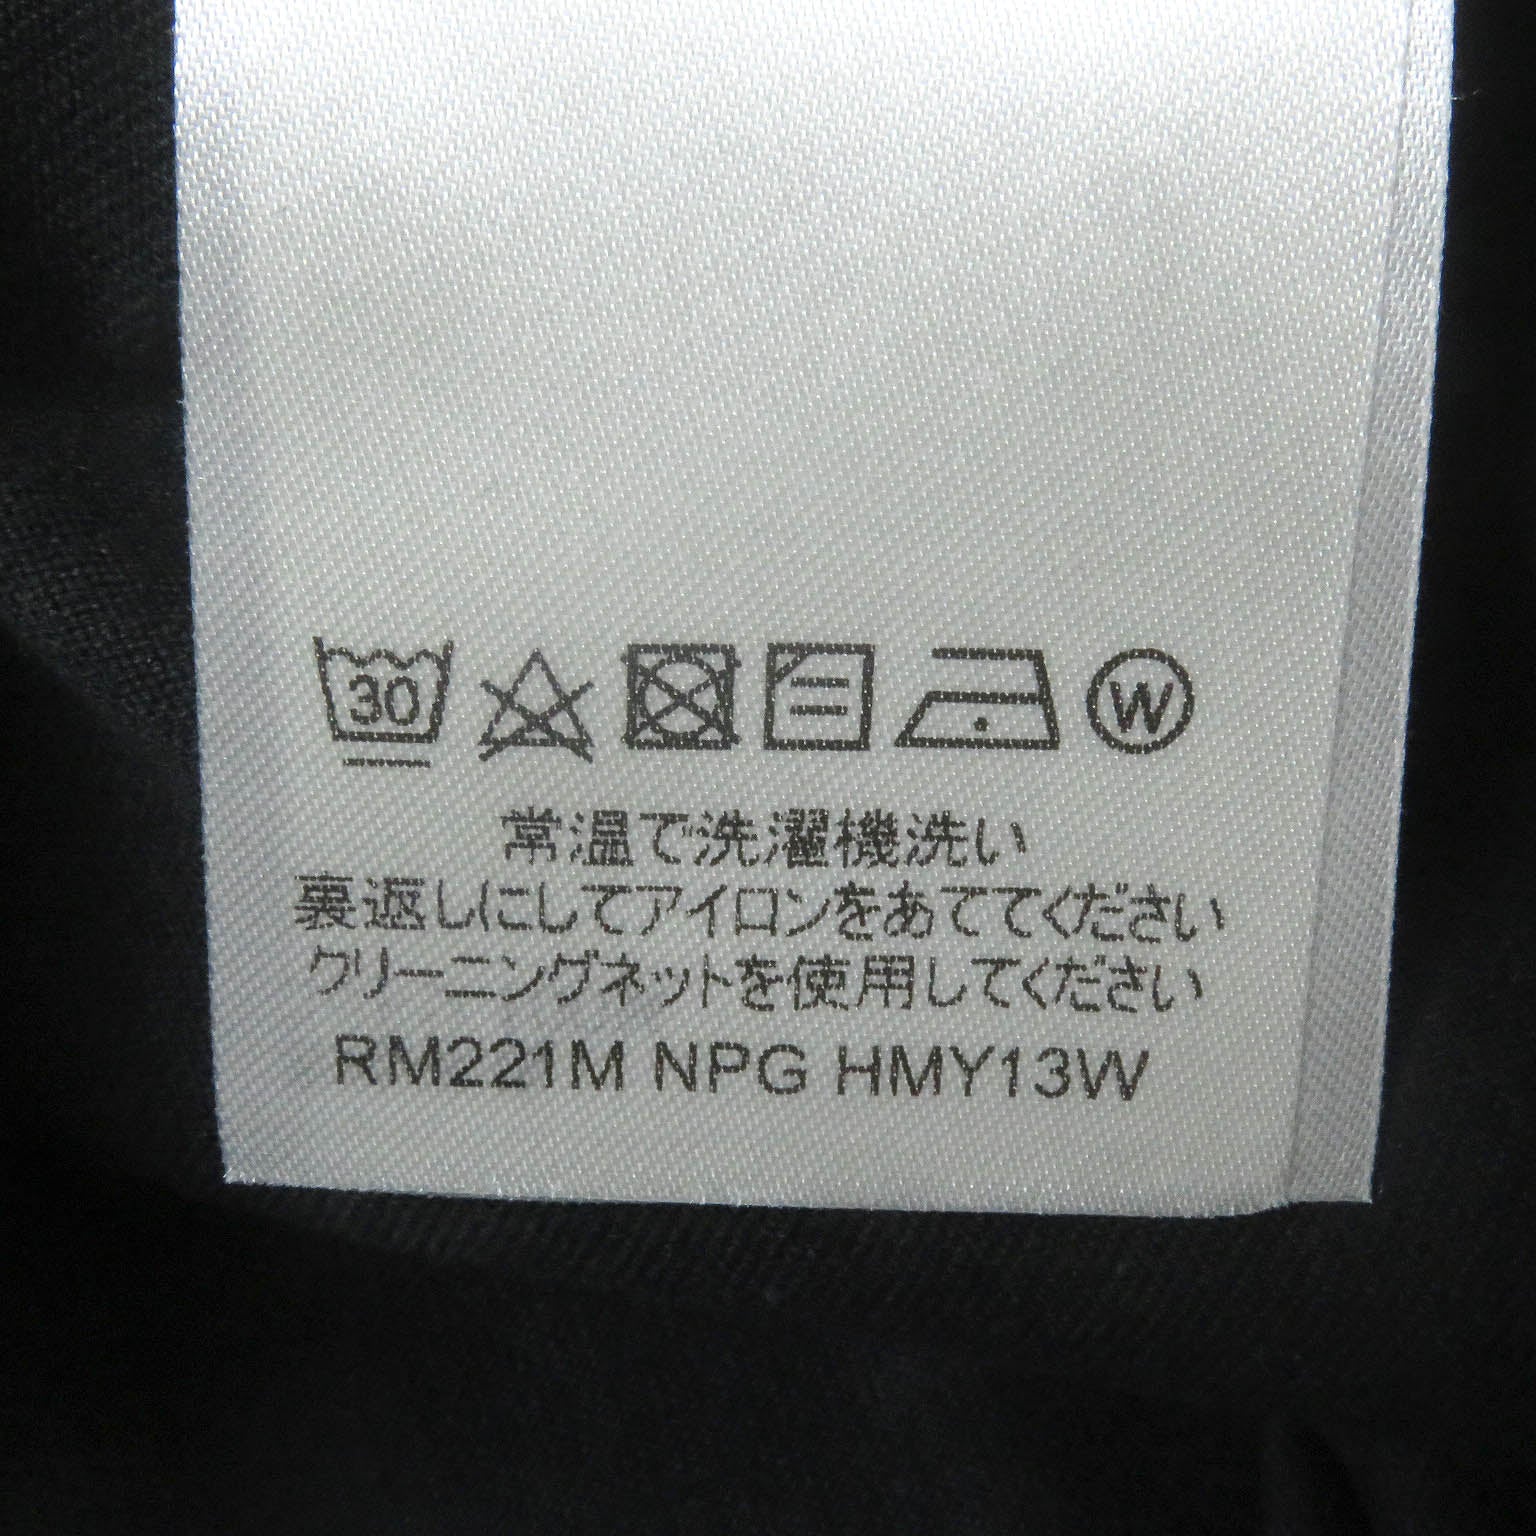 30 W
常温で洗濯機洗い
裏返しにしてアイロンをあててください
クリーニングネットを使用してください
RM221M NPG HMY13W